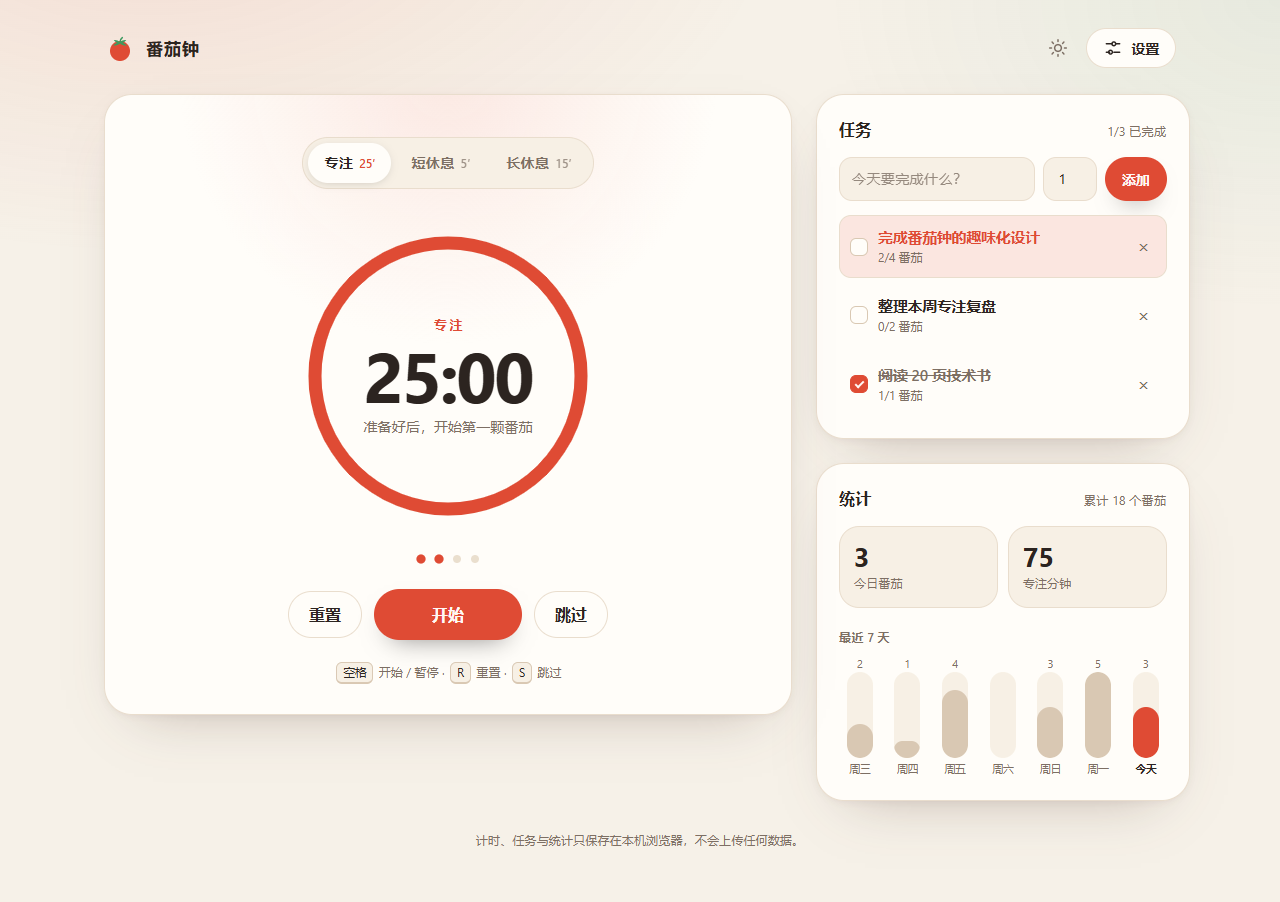 番茄钟
设置
专注 25′
短休息 5′
长休息 15′
专注
25:00
准备好后，开始第一颗番茄
重置
开始
跳过
空格 开始 / 暂停 · R 重置 · S 跳过
任务
1/3 已完成
今天要完成什么？
1
添加
完成番茄钟的趣味化设计
2/4 番茄
×
整理本周专注复盘
0/2 番茄
×
阅读 20 页技术书
1/1 番茄
×
统计
累计 18 个番茄
3
今日番茄
75
专注分钟
最近 7 天
2 1 4 3 5 3
周三 周四 周五 周六 周日 周一 今天
计时、任务与统计只保存在本机浏览器，不会上传任何数据。